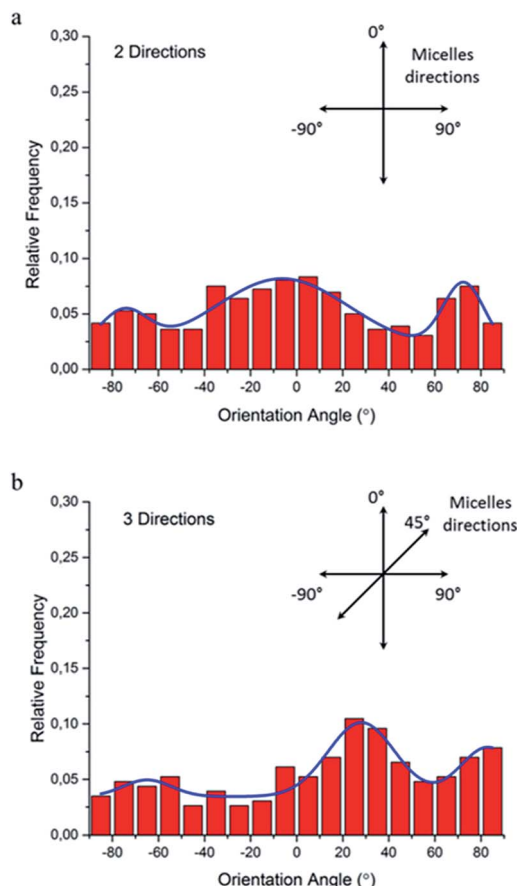 a
0,30
0,25
0,20
0,15
0,10
0,05
0,00
Relative Frequency
2 Directions
0°
Micelles
directions
-90°
90°
-80 -60 -40 -20 0 20 40 60 80
Orientation Angle (°)
b
0,30
0,25
0,20
0,15
0,10
0,05
0,00
Relative Frequency
3 Directions
0°
45°
Micelles
directions
-90°
90°
-80 -60 -40 -20 0 20 40 60 80
Orientation Angle (°)